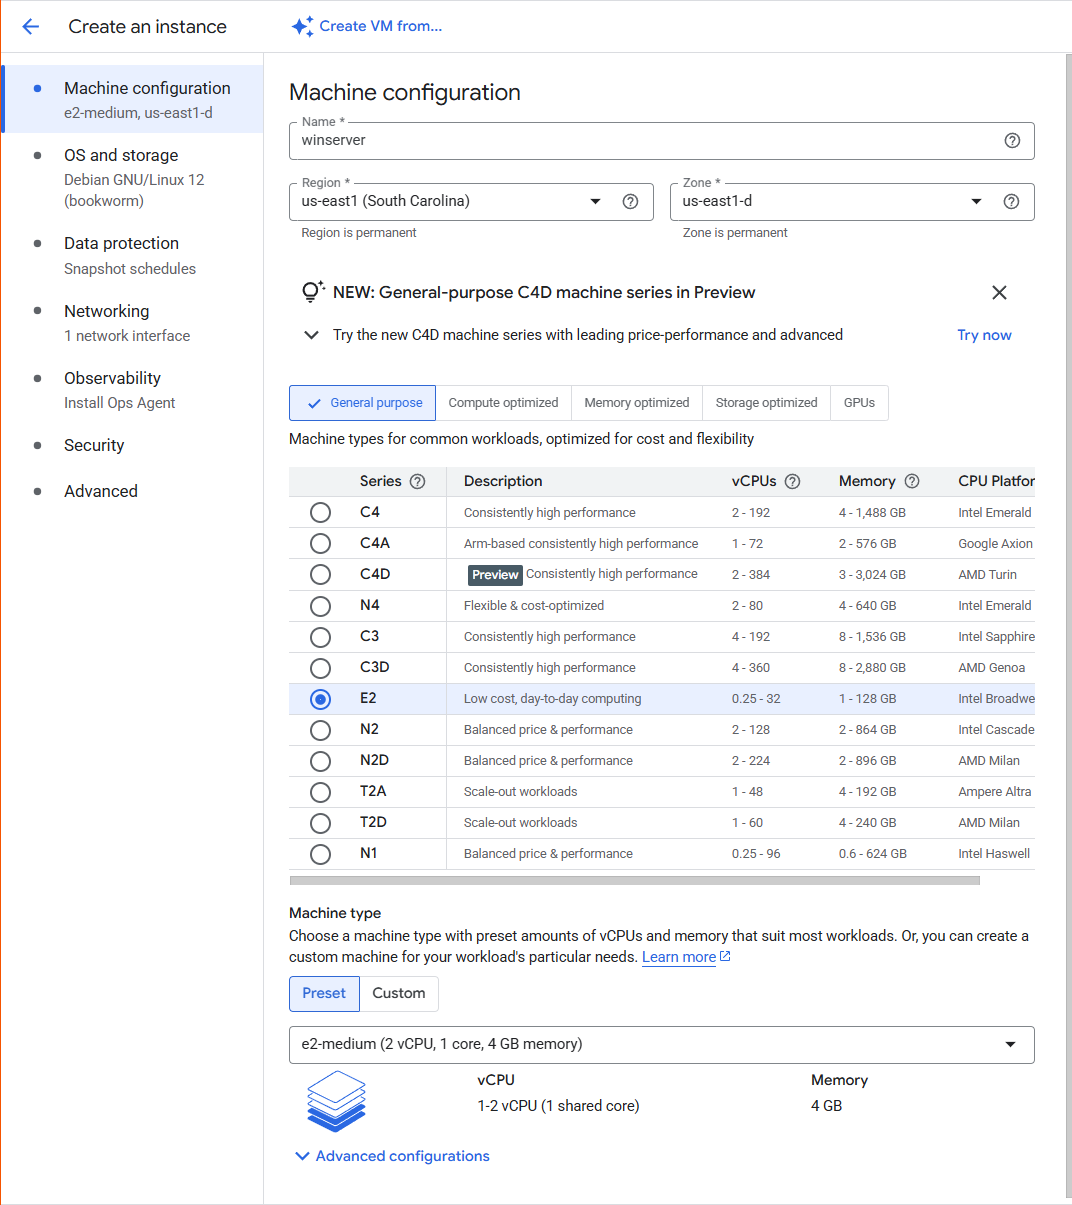 Create an instance
Create VM from...
Machine configuration
e2-medium, us-east1-d
OS and storage
Debian GNU/Linux 12
(bookworm)
Data protection
Snapshot schedules
Networking
1 network interface
Observability
Install Ops Agent
Security
Advanced
Machine configuration
Name *
winserver
Region *
us-east1 (South Carolina)
Region is permanent
Zone *
us-east1-d
Zone is permanent
NEW: General-purpose C4D machine series in Preview
Try the new C4D machine series with leading price-performance and advanced
Try now
General purpose
Compute optimized
Memory optimized
Storage optimized
GPUs
Machine types for common workloads, optimized for cost and flexibility
Series Description vCPUs Memory CPU Platfor
C4 Consistently high performance 2 - 192 4 - 1,488 GB Intel Emerald
C4A Arm-based consistently high performance 1 - 72 2 - 576 GB Google Axion
C4D Preview Consistently high performance 2 - 384 3 - 3,024 GB AMD Turin
N4 Flexible & cost-optimized 2 - 80 4 - 640 GB Intel Emerald
C3 Consistently high performance 4 - 192 8 - 1,536 GB Intel Sapphire
C3D Consistently high performance 4 - 360 8 - 2,880 GB AMD Genoa
E2 Low cost, day-to-day computing 0.25 - 32 1 - 128 GB Intel Broadwe
N2 Balanced price & performance 2 - 128 2 - 864 GB Intel Cascade
N2D Balanced price & performance 2 - 224 2 - 896 GB AMD Milan
T2A Scale-out workloads 1 - 48 4 - 192 GB Ampere Altra
T2D Scale-out workloads 1 - 60 4 - 240 GB AMD Milan
N1 Balanced price & performance 0.25 - 96 0.6 - 624 GB Intel Haswell
Machine type
Choose a machine type with preset amounts of vCPUs and memory that suit most workloads. Or, you can create a
custom machine for your workload's particular needs. Learn more
Preset
Custom
e2-medium (2 vCPU, 1 core, 4 GB memory)
vCPU
1-2 vCPU (1 shared core)
Memory
4 GB
Advanced configurations